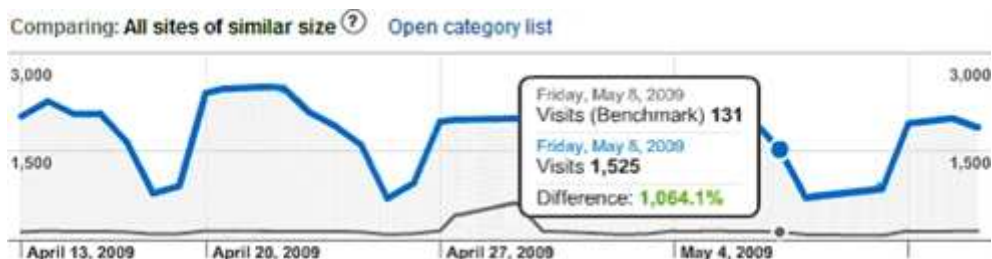 Comparing: All sites of similar size ? Open category list
3,000 3,000
Friday, May 8, 2009
Visits (Benchmark) 131
Friday, May 8, 2009
Visits 1,525
1,500 1,500
Difference: 1,064.1%
April 13, 2009 April 20, 2009 April 27, 2009 May 4, 2009